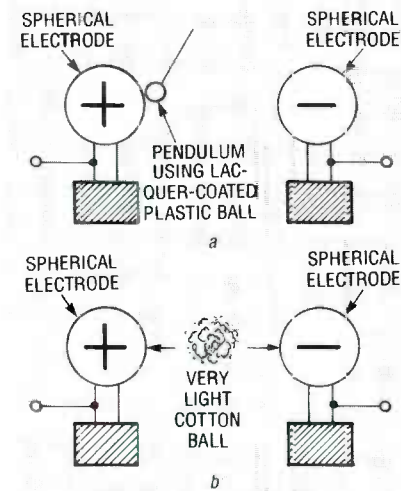 SPHERICAL
ELECTRODE
SPHERICAL
ELECTRODE
+
−
PENDULUM
USING LAC-
QUER-COATED
PLASTIC BALL
a
SPHERICAL
ELECTRODE
SPHERICAL
ELECTRODE
+
−
VERY
LIGHT
COTTON
BALL
b